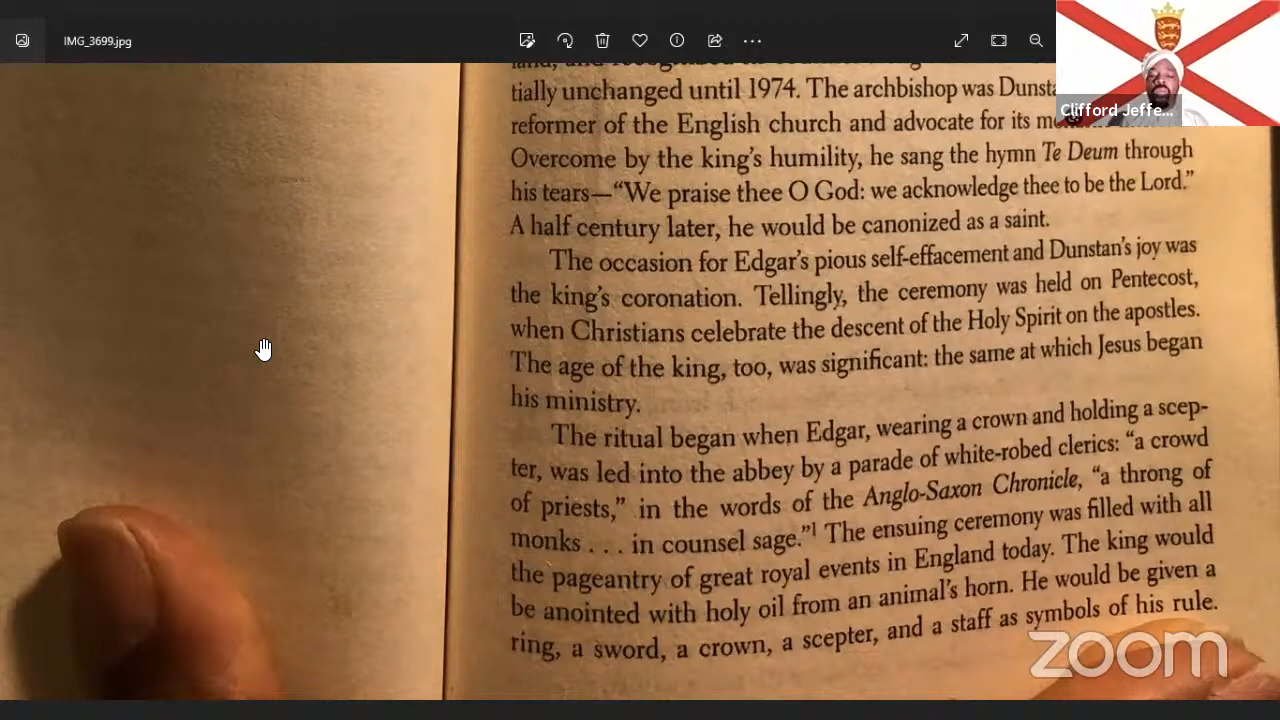 IMG_3699.jpg
Clifford Jeffe...
land, and recognised its
tially unchanged until 1974. The archbishop was Dunsta
reformer of the English church and advocate for its
Overcome by the king's humility, he sang the hymn Te Deum through
his tears—“We praise thee O God: we acknowledge thee to be the Lord.”
A half century later, he would be canonized as a saint.
The occasion for Edgar's pious self-effacement and Dunstan's joy was
the king's coronation. Tellingly, the ceremony was held on Pentecost,
when Christians celebrate the descent of the Holy Spirit on the apostles.
The age of the king, too, was significant: the same at which Jesus began
his ministry.
The ritual began when Edgar, wearing a crown and holding a scep-
ter, was led into the abbey by a parade of white-robed clerics: “a crowd
of priests,” in the words of the Anglo-Saxon Chronicle, “a throng of
monks . . . in counsel sage.”1 The ensuing ceremony was filled with all
the pageantry of great royal events in England today. The king would
be anointed with holy oil from an animal's horn. He would be given a
ring, a sword, a crown, a scepter, and a staff as symbols of his rule.
zoom